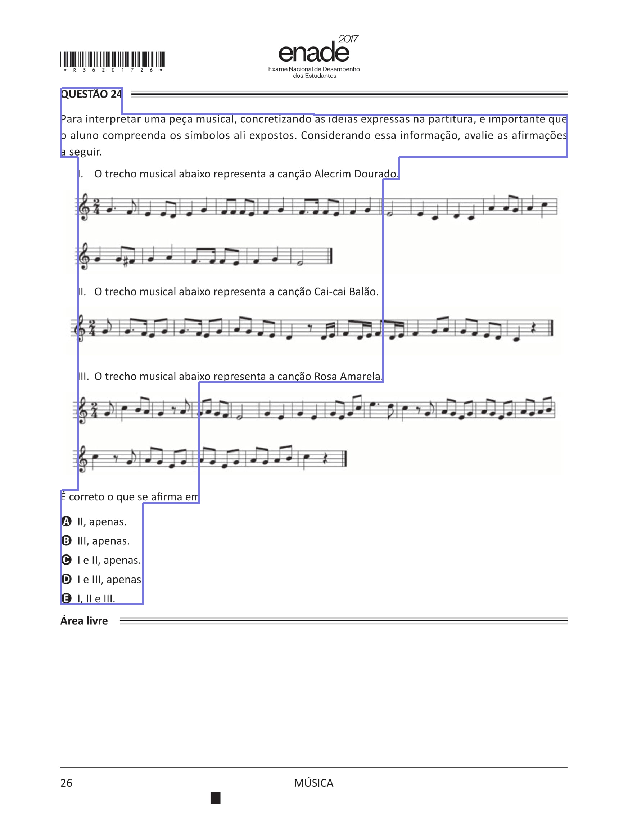 *R3620172 6*
2017
enade
Exame Nacional de Desempenho
dos Estudantes
QUESTÃO 24
Para interpretar uma peça musical, concretizando as ideias expressas na partitura, é importante que
o aluno compreenda os símbolos ali expostos. Considerando essa informação, avalie as afirmações
a seguir.
I. O trecho musical abaixo representa a canção Alecrim Dourado.
II. O trecho musical abaixo representa a canção Cai-cai Balão.
III. O trecho musical abaixo representa a canção Rosa Amarela.
É correto o que se afirma em
A II, apenas.
B III, apenas.
C I e II, apenas.
D I e III, apenas
E I, II e III.
Área livre
26
MÚSICA